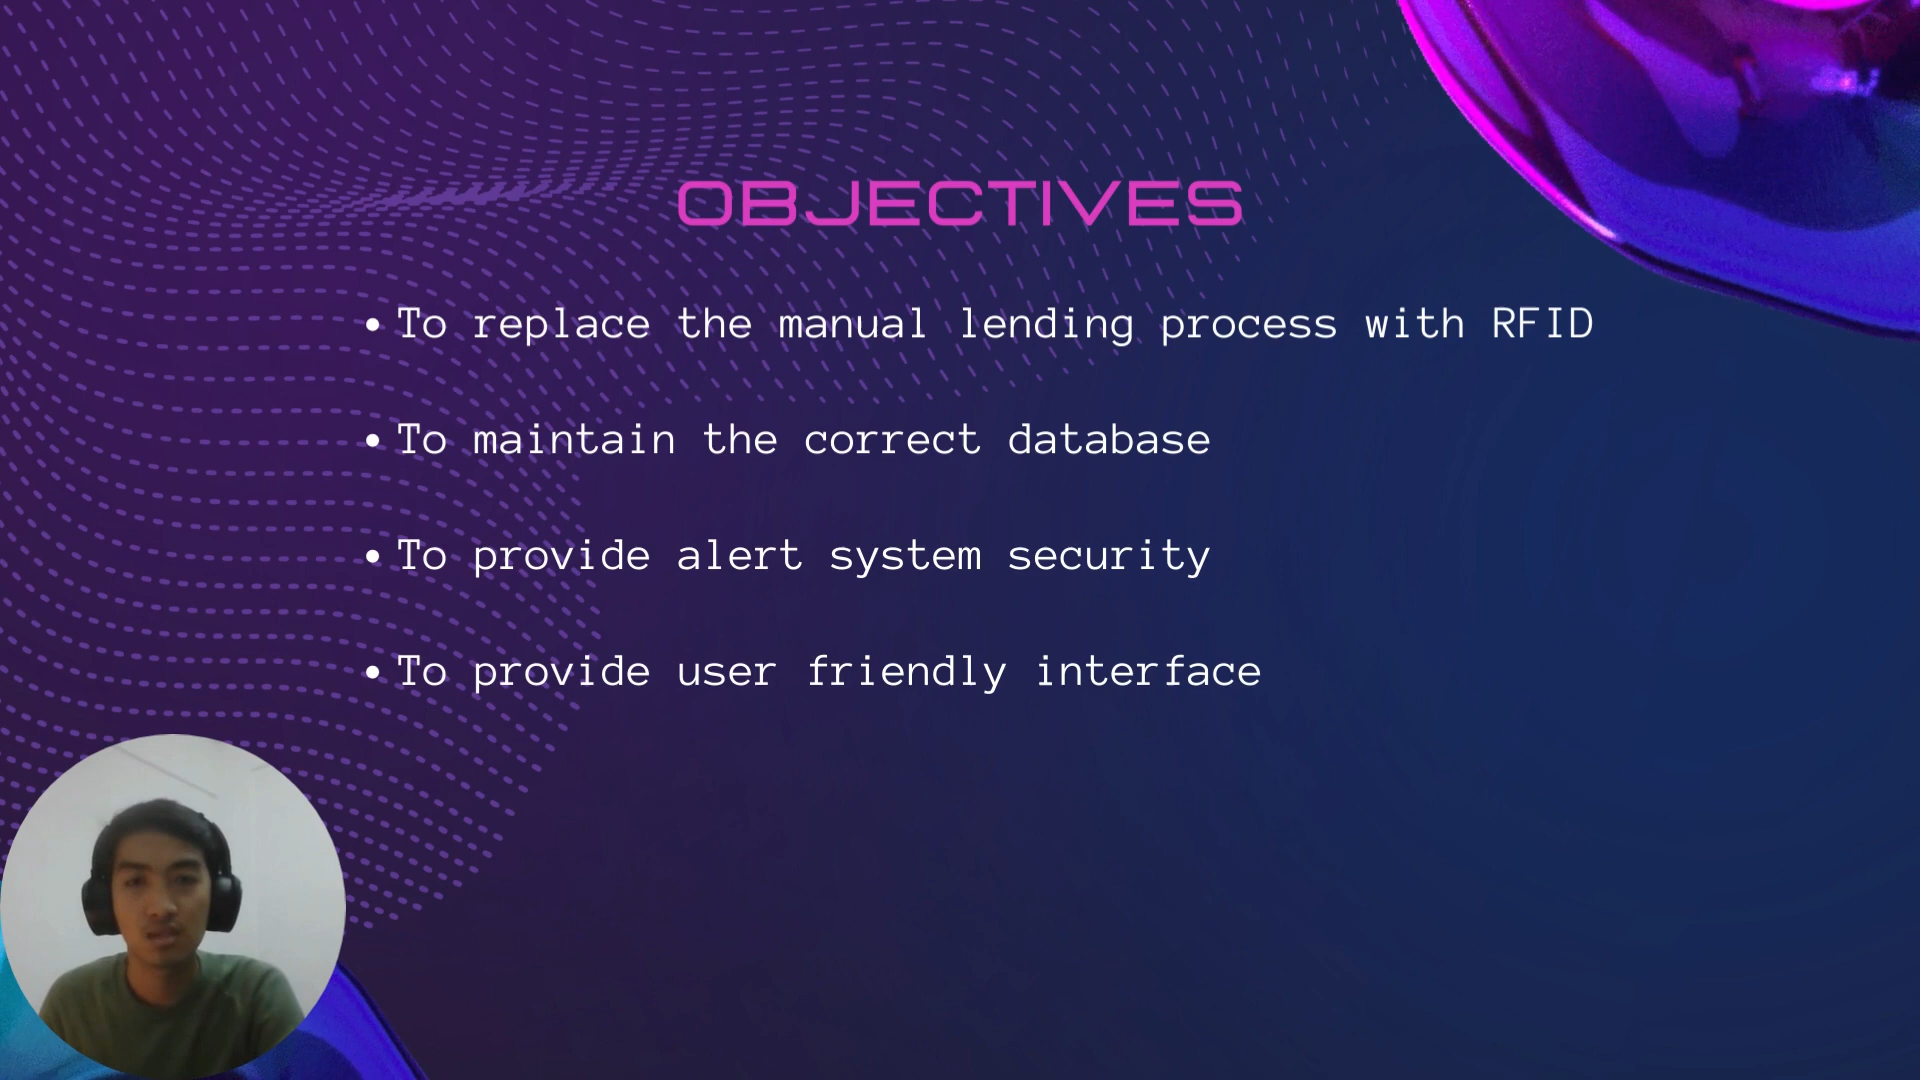 OBJECTIVES
• To replace the manual lending process with RFID
• To maintain the correct database
• To provide alert system security
• To provide user friendly interface